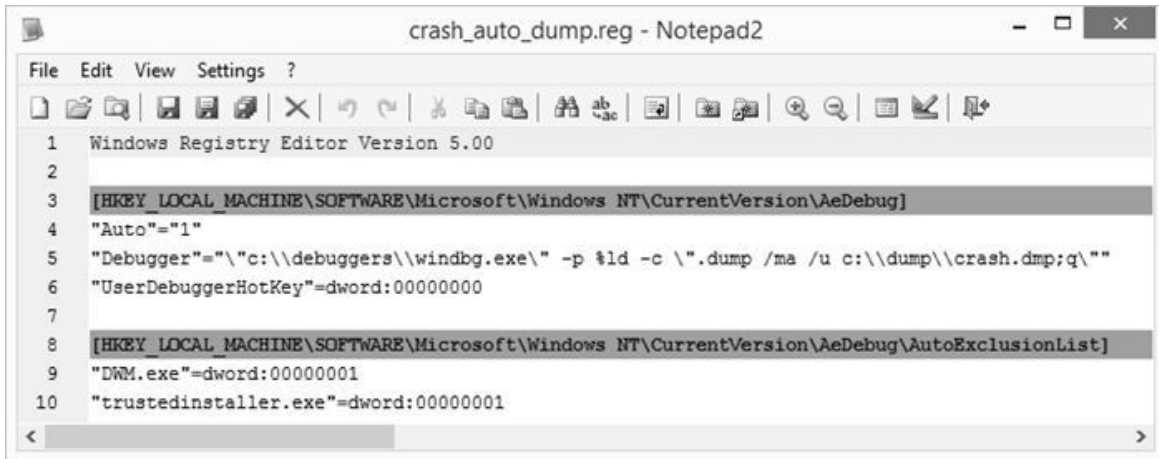 crash_auto_dump.reg - Notepad2
File Edit View Settings ?
1 Windows Registry Editor Version 5.00
2
3 [HKEY_LOCAL_MACHINE\SOFTWARE\Microsoft\Windows NT\CurrentVersion\AeDebug]
4 "Auto"="1"
5 "Debugger"="\"c:\\debuggers\\windbg.exe\" -p %ld -c \".dump /ma /u c:\\dump\\crash.dmp;q\""
6 "UserDebuggerHotKey"=dword:00000000
7
8 [HKEY_LOCAL_MACHINE\SOFTWARE\Microsoft\Windows NT\CurrentVersion\AeDebug\AutoExclusionList]
9 "DWM.exe"=dword:00000001
10 "trustedinstaller.exe"=dword:00000001